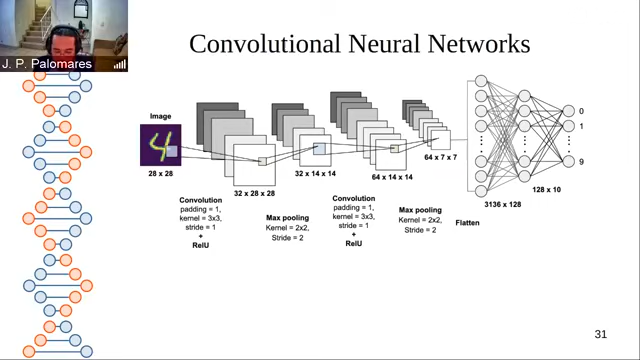 J. P. Palomares
Convolutional Neural Networks
Image
4
28 x 28
Convolution
padding = 1,
kernel = 3x3,
stride = 1
+
RelU
32 x 28 x 28
Max pooling
Kernel = 2x2,
Stride = 2
32 x 14 x 14
Convolution
padding = 1,
kernel = 3x3,
stride = 1
+
RelU
64 x 14 x 14
Max pooling
Kernel = 2x2,
Stride = 2
64 x 7 x 7
Flatten
3136 x 128
128 x 10
0
1
9
31